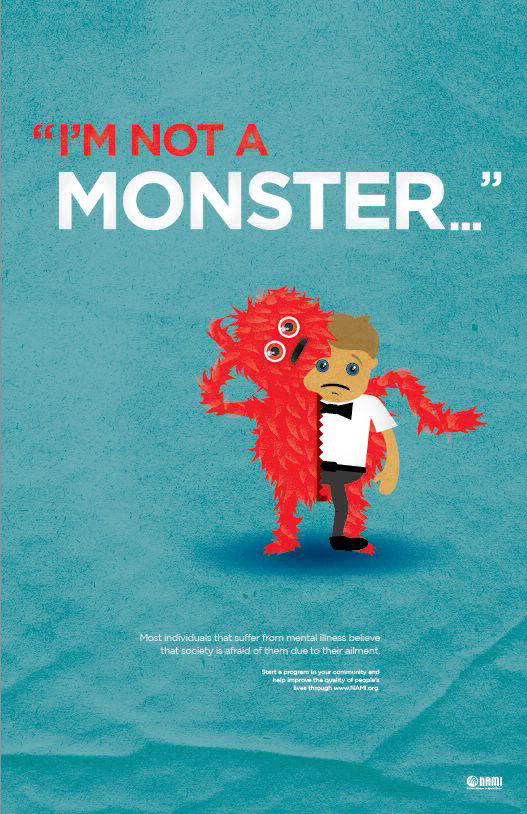 “I’M NOT A
MONSTER...”
Most individuals that suffer from mental illness believe
that society is afraid of them due to their ailment.
Start a program in your community and
help improve the quality of people's
lives through www.NAMI.org
NAMI